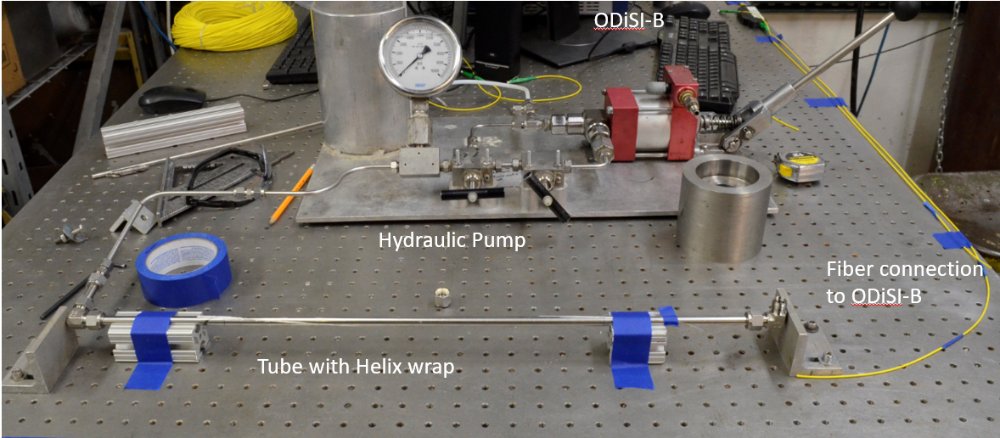 ODiSI-B
Hydraulic Pump
Fiber connection
to ODiSI-B
Tube with Helix wrap